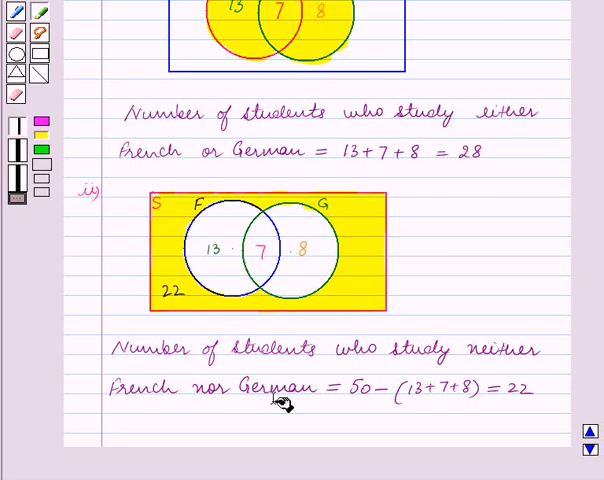 13 7 8
Number of students who study either
French or German = 13+7+8 = 28
ii)
S F G
13 7 8
22
Number of students who study neither
French nor German = 50 - (13+7+8) = 22